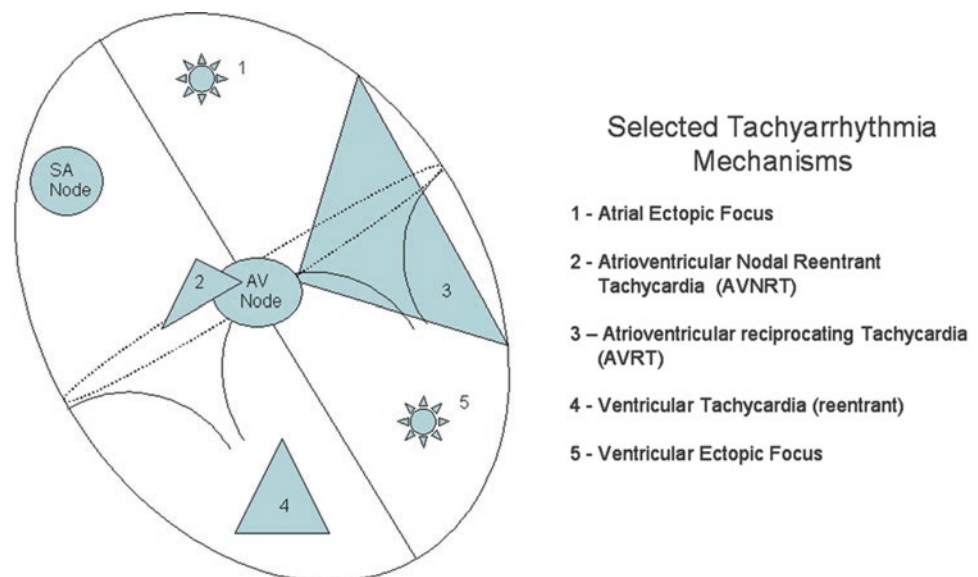 1
SA
Node
2
AV
Node
3
5
4
Selected Tachyarrhythmia
Mechanisms
1 - Atrial Ectopic Focus
2 - Atrioventricular Nodal Reentrant
Tachycardia (AVNRT)
3 – Atrioventricular reciprocating Tachycardia
(AVRT)
4 - Ventricular Tachycardia (reentrant)
5 - Ventricular Ectopic Focus